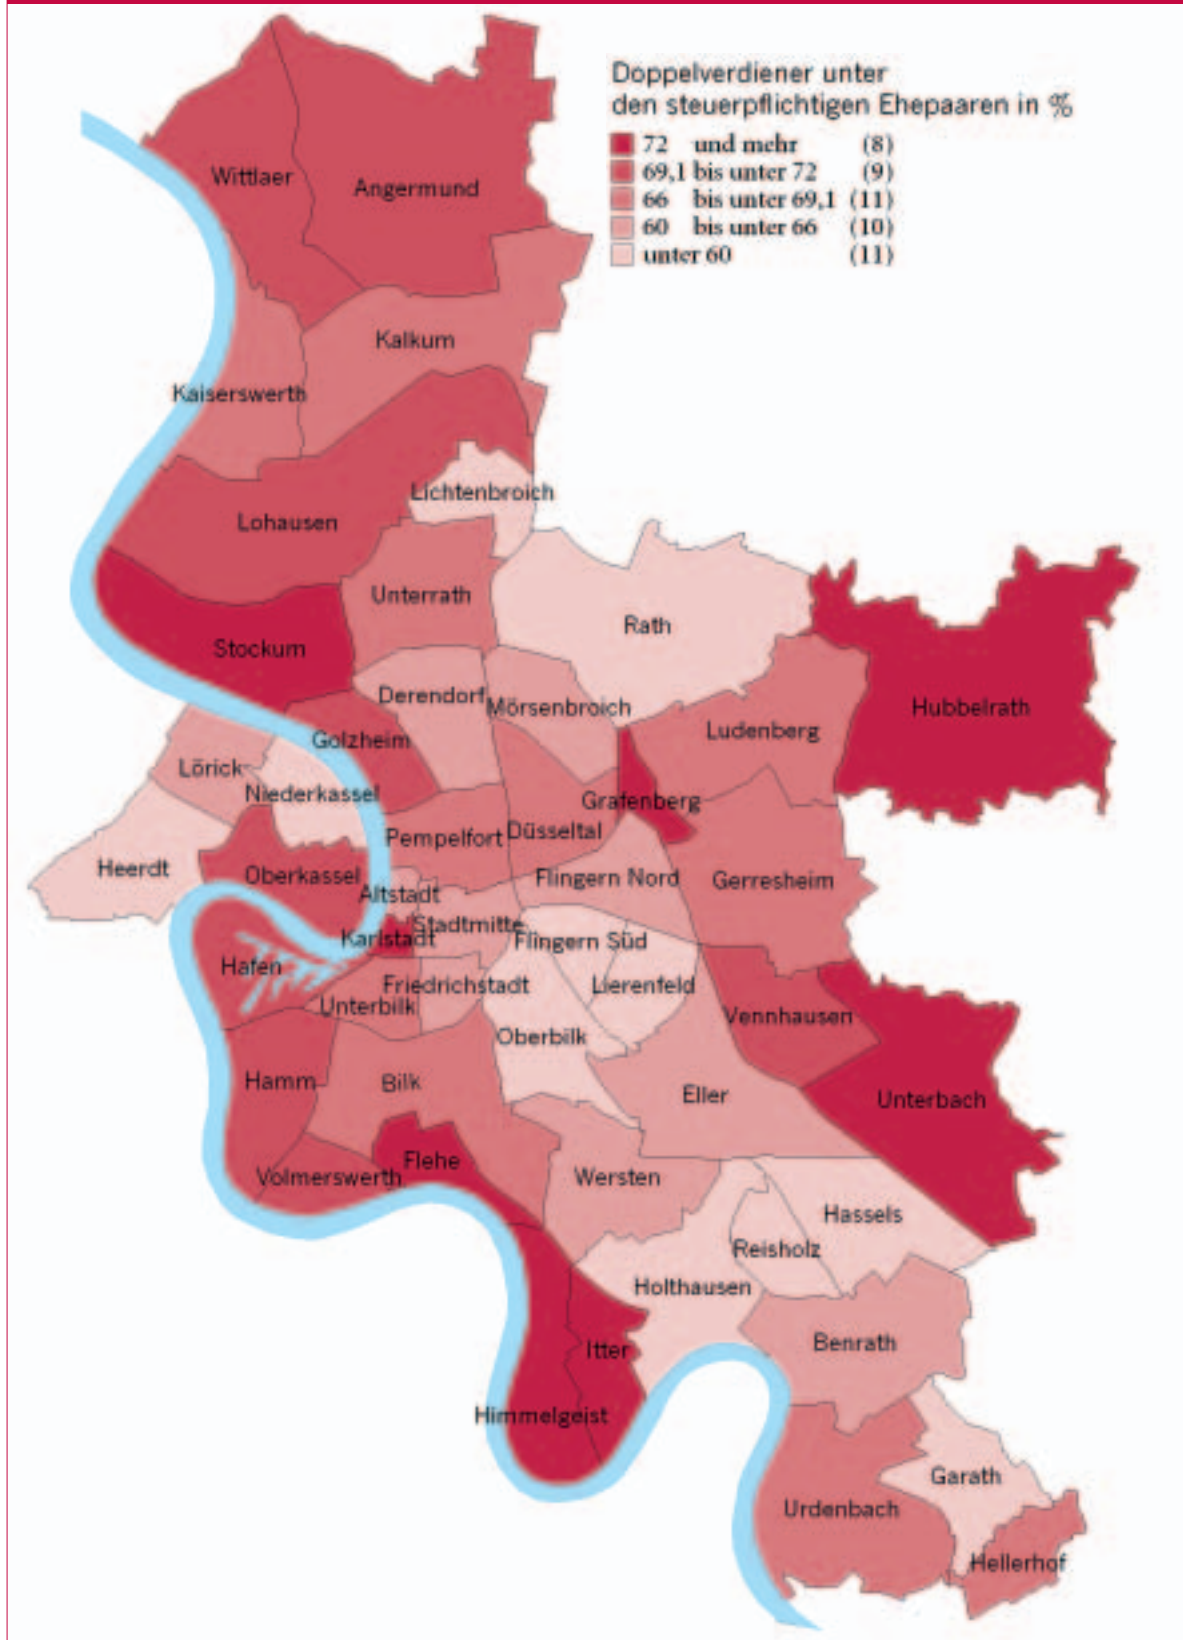 Doppelverdiener unter
den steuerpflichtigen Ehepaaren in %
72 und mehr (8)
69,1 bis unter 72 (9)
66 bis unter 69,1 (11)
60 bis unter 66 (10)
unter 60 (11)
Wittlaer
Angermund
Kalkum
Kaiserswerth
Lichtenbroich
Lohausen
Unterrath
Rath
Stockum
Derendorf
Mörsenbroich
Hubbelrath
Ludenberg
Golzheim
Lörick
Niederkassel
Grafenberg
Pempelfort
Düsseltal
Heerdt
Oberkassel
Flingern Nord
Gerresheim
Altstadt
Stadtmitte
Karlstadt
Flingern Süd
Hafen
Friedrichstadt
Lierenfeld
Unterbilk
Vennhausen
Oberbilk
Hamm
Bilk
Eller
Unterbach
Flehe
Volmerswerth
Wersten
Hassels
Reisholz
Holthausen
Benrath
Itter
Himmelgeist
Garath
Urdenbach
Hellerhof